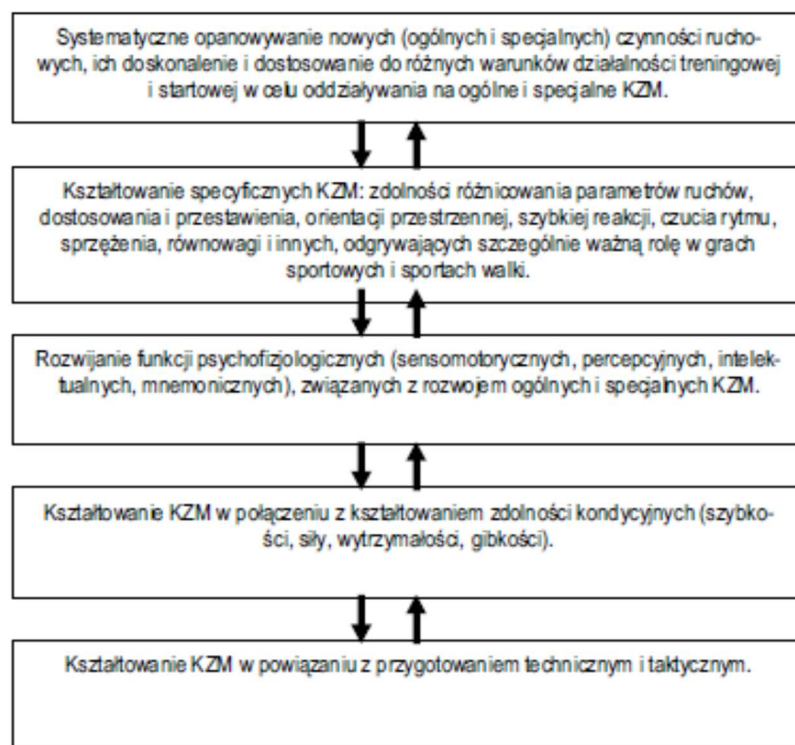 Systematyczne opanowywanie nowych (ogólnych i specjalnych) czynności rucho-
wych, ich doskonalenie i dostosowanie do różnych warunków działalności treningowej
i startowej w celu oddziaływania na ogólne i specjalne KZM.
Kształtowanie specyficznych KZM: zdolności różnicowania parametrów ruchów,
dostosowania i przestawienia, orientacji przestrzennej, szybkiej reakcji, czucia rytmu,
sprzężenia, równowagi i innych, odgrywających szczególnie ważną rolę w grach
sportowych i sportach walki.
Rozwijanie funkcji psychofizjologicznych (sensomotorycznych, percepcyjnych, intelek-
tualnych, mnemonicznych), związanych z rozwojem ogólnych i specjalnych KZM.
Kształtowanie KZM w połączeniu z kształtowaniem zdolności kondycyjnych (szybko-
ści, siły, wytrzymałości, gibkości).
Kształtowanie KZM w powiązaniu z przygotowaniem technicznym i taktycznym.